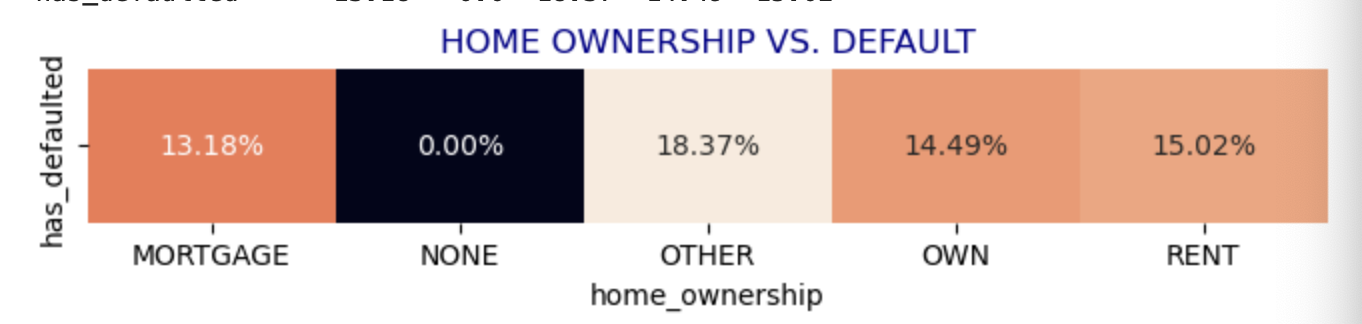 HOME OWNERSHIP VS. DEFAULT
has_defaulted
13.18% 0.00% 18.37% 14.49% 15.02%
MORTGAGE NONE OTHER OWN RENT
home_ownership